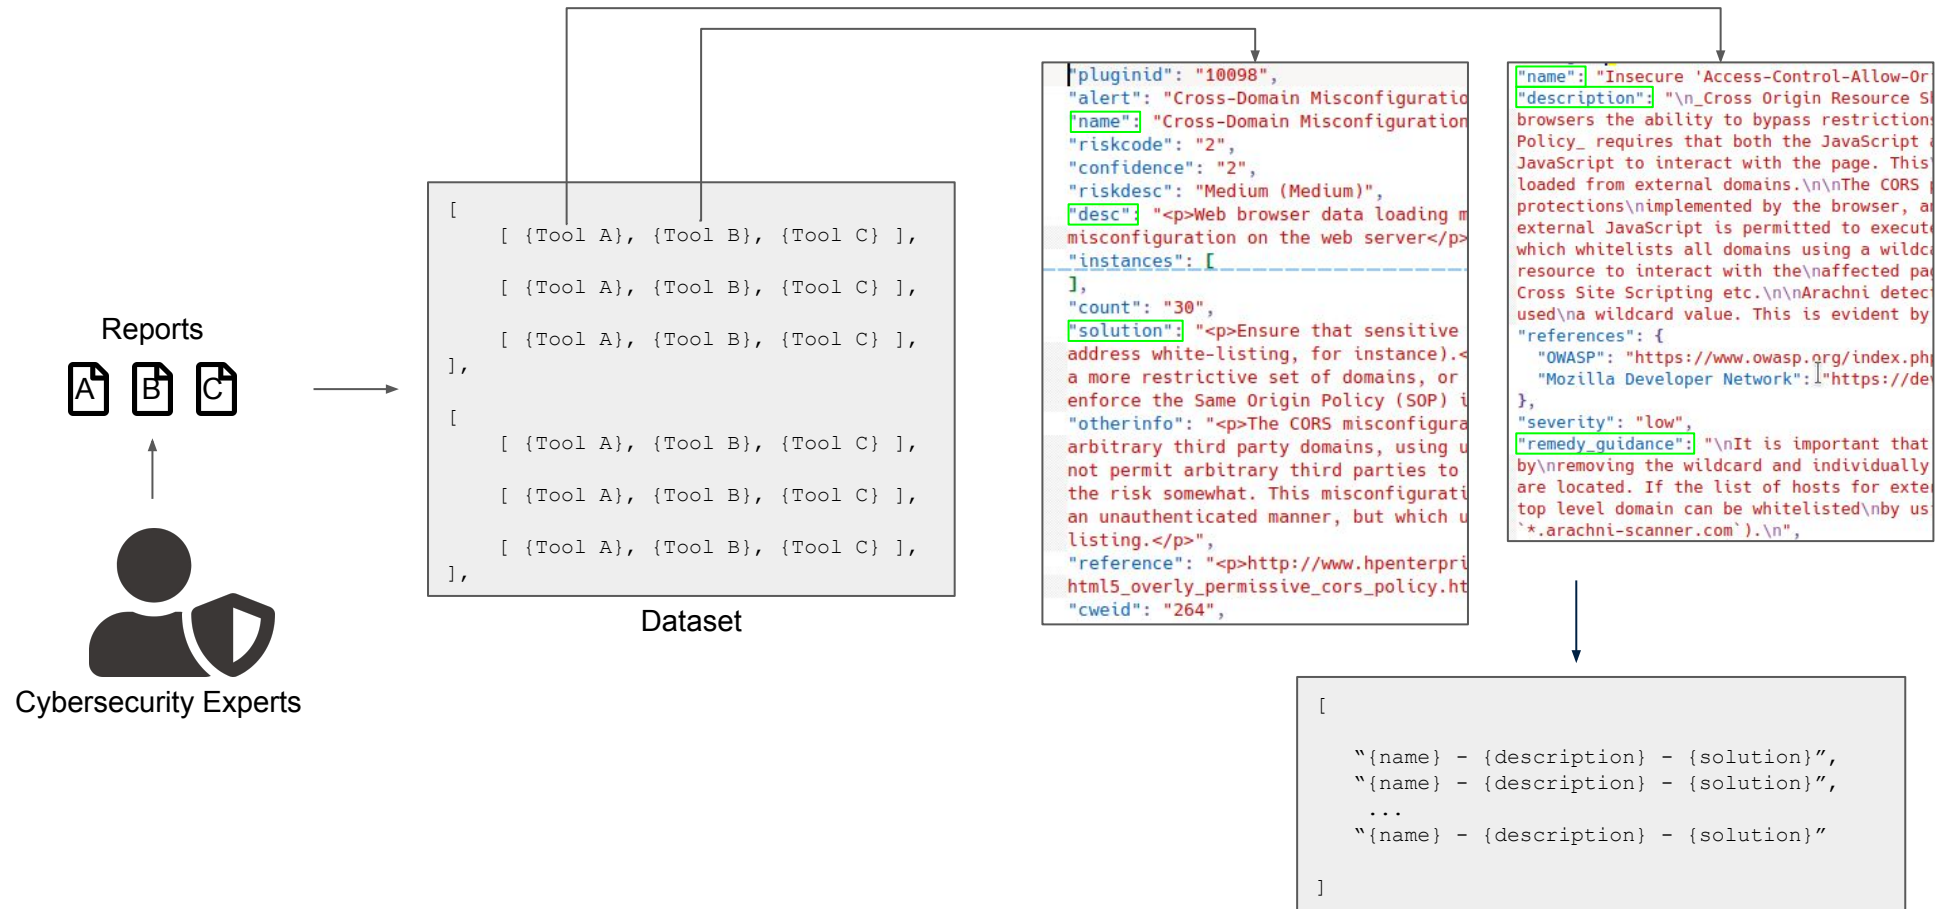 Reports
A
B
C
Cybersecurity Experts
[
[ {Tool A}, {Tool B}, {Tool C} ],
[ {Tool A}, {Tool B}, {Tool C} ],
[ {Tool A}, {Tool B}, {Tool C} ],
],
[
[ {Tool A}, {Tool B}, {Tool C} ],
[ {Tool A}, {Tool B}, {Tool C} ],
[ {Tool A}, {Tool B}, {Tool C} ],
],
Dataset
"pluginid": "10098",
"alert": "Cross-Domain Misconfiguratio
"name": "Cross-Domain Misconfiguration
"riskcode": "2",
"confidence": "2",
"riskdesc": "Medium (Medium)",
"desc": "<p>Web browser data loading m
misconfiguration on the web server</p>
"instances": [
],
"count": "30",
"solution": "<p>Ensure that sensitive
address white-listing, for instance).<
a more restrictive set of domains, or
enforce the Same Origin Policy (SOP) i
"otherinfo": "<p>The CORS misconfigura
arbitrary third party domains, using u
not permit arbitrary third parties to
the risk somewhat. This misconfigurati
an unauthenticated manner, but which u
listing.</p>",
"reference": "<p>http://www.hpenterpri
html5_overly_permissive_cors_policy.ht
"cweid": "264",
"name": "Insecure 'Access-Control-Allow-Or
"description": "\n_Cross Origin Resource S
browsers the ability to bypass restriction
Policy_ requires that both the JavaScript
JavaScript to interact with the page. This
loaded from external domains.\n\nThe CORS
protections\nimplemented by the browser, a
external JavaScript is permitted to execut
which whitelists all domains using a wildc
resource to interact with the\naffected pa
Cross Site Scripting etc.\n\nArachni detec
used\na wildcard value. This is evident by
"references": {
"OWASP": "https://www.owasp.org/index.ph
"Mozilla Developer Network": "https://de
},
"severity": "low",
"remedy_guidance": "\nIt is important that
by\nremoving the wildcard and individually
are located. If the list of hosts for exte
top level domain can be whitelisted\nby us
`*.arachni-scanner.com`).\n",
[
“{name} - {description} - {solution}”,
“{name} - {description} - {solution}”,
...
“{name} - {description} - {solution}”
]